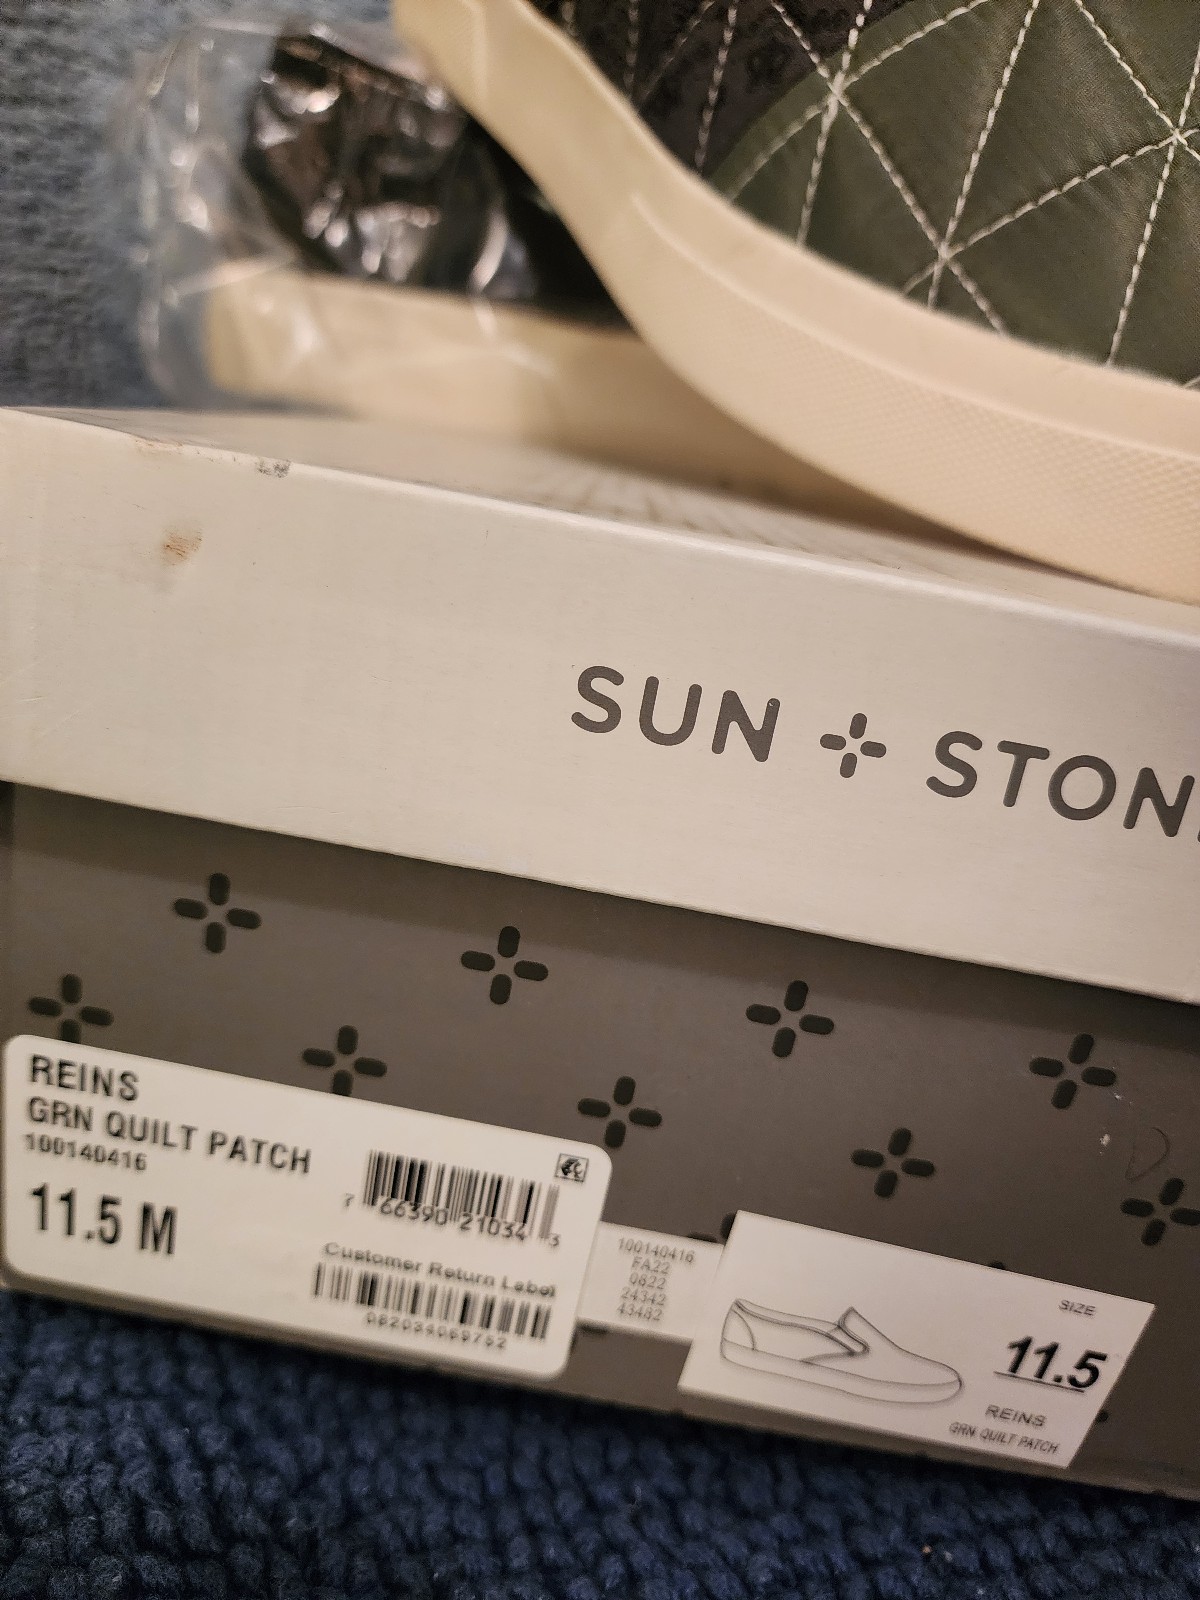 SUN STON
REINS
GRN QUILT PATCH
100140416
11.5 M
7 66390 21034 3
Customer Return Label
082034069752
100140416
FA22
0822
24342
43482
SIZE
11.5
REINS
GRN QUILT PATCH